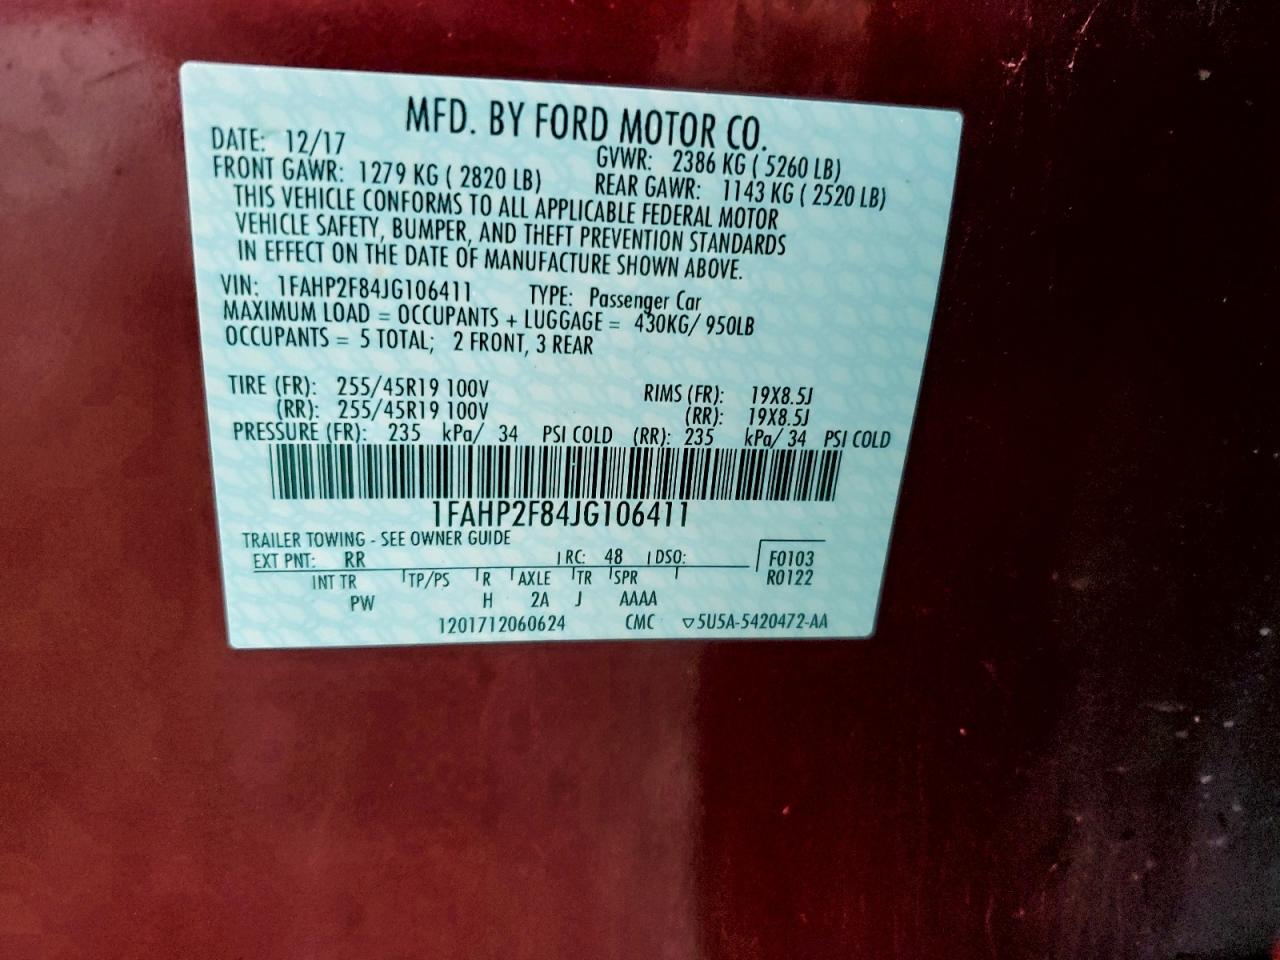 MFD. BY FORD MOTOR CO.
DATE: 12/17 GVWR: 2386 KG ( 5260 LB)
FRONT GAWR: 1279 KG ( 2820 LB) REAR GAWR: 1143 KG ( 2520 LB)
THIS VEHICLE CONFORMS TO ALL APPLICABLE FEDERAL MOTOR
VEHICLE SAFETY, BUMPER, AND THEFT PREVENTION STANDARDS
IN EFFECT ON THE DATE OF MANUFACTURE SHOWN ABOVE.
VIN: 1FAHP2F84JG106411 TYPE: Passenger Car
MAXIMUM LOAD = OCCUPANTS + LUGGAGE = 430KG/ 950LB
OCCUPANTS = 5 TOTAL; 2 FRONT, 3 REAR
TIRE (FR): 255/45R19 100V RIMS (FR): 19X8.5J
(RR): 255/45R19 100V (RR): 19X8.5J
PRESSURE (FR): 235 kPa/ 34 PSI COLD (RR): 235 kPa/ 34 PSI COLD
1FAHP2F84JG106411
TRAILER TOWING - SEE OWNER GUIDE
EXT PNT: RR RC: 48 DSO: F0103
INT TR TP/PS R AXLE TR SPR R0122
PW H 2A J AAAA
1201712060624 CMC ▽5U5A-5420472-AA